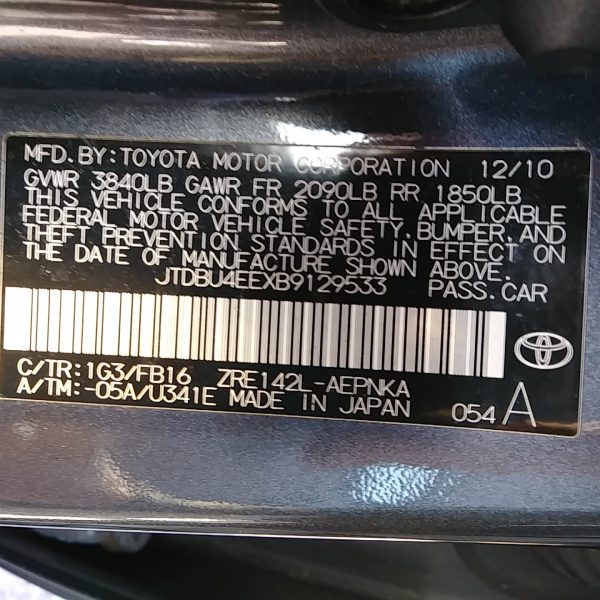 MFD.BY:TOYOTA MOTOR CORPORATION 12/10
GVWR 3840LB GAWR FR 2090LB RR 1850LB
THIS VEHICLE CONFORMS TO ALL APPLICABLE
FEDERAL MOTOR VEHICLE SAFETY,BUMPER,AND
THEFT PREVENTION STANDARDS IN EFFECT ON
THE DATE OF MANUFACTURE SHOWN ABOVE.
JTDBU4EEXB9129533 PASS.CAR
C/TR:1G3/FB16 ZRE142L-AEPNKA
A/TM:-05A/U341E MADE IN JAPAN 054 A